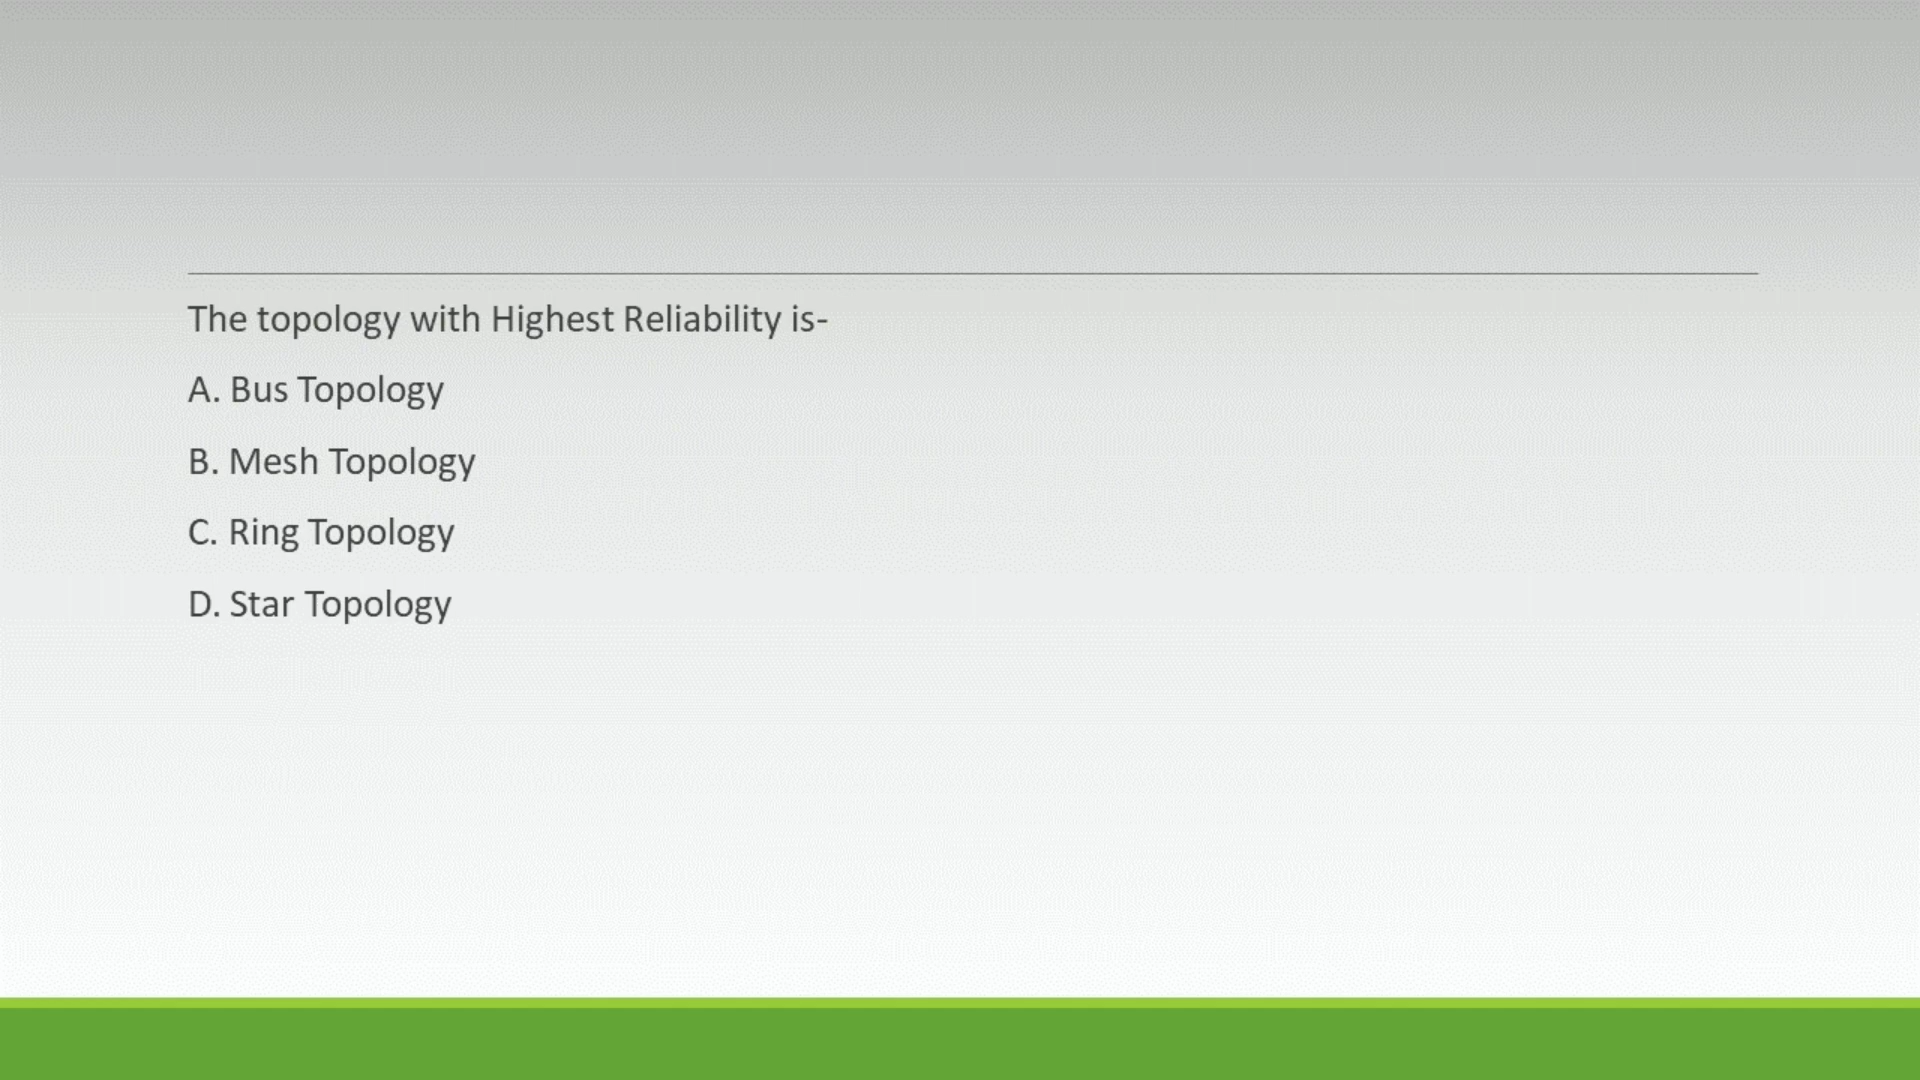 The topology with Highest Reliability is-
A. Bus Topology
B. Mesh Topology
C. Ring Topology
D. Star Topology